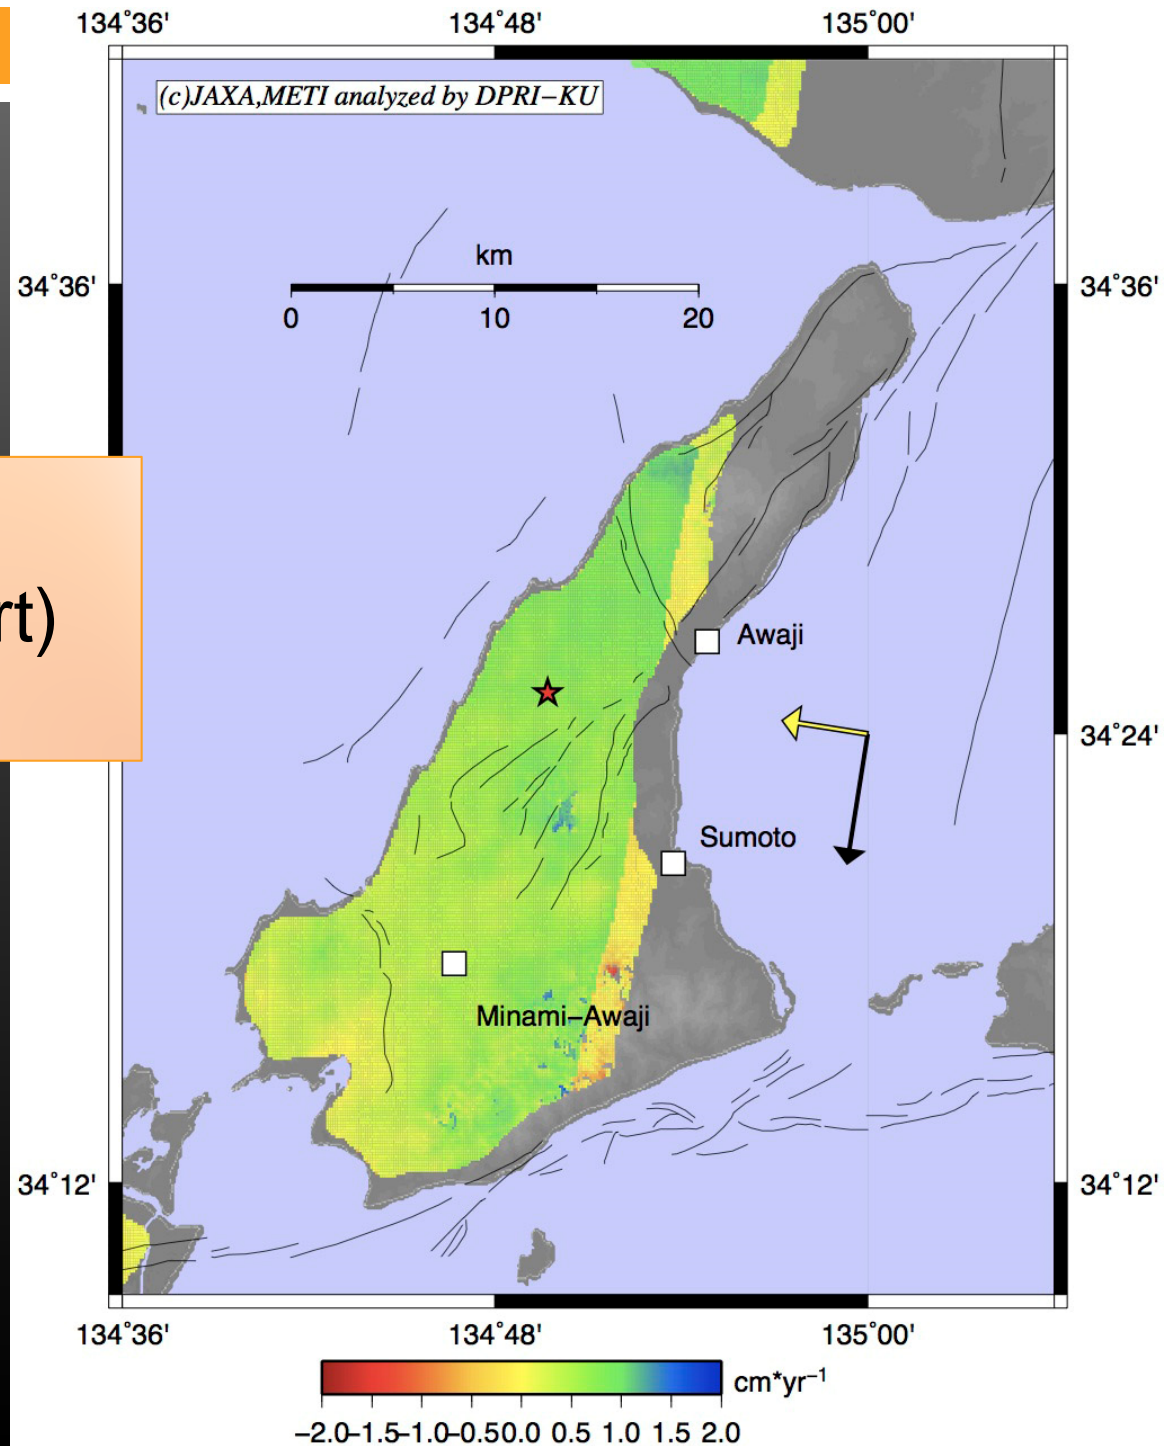 134˚36' 134˚48' 135˚00'
(c)JAXA,METI analyzed by DPRI−KU
km
0 10 20
34˚36' 34˚36'
rt)
Awaji
34˚24'
Sumoto
Minami−Awaji
34˚12' 34˚12'
134˚36' 134˚48' 135˚00'
cm*yr⁻¹
−2.0−1.5−1.0−0.50.0 0.5 1.0 1.5 2.0